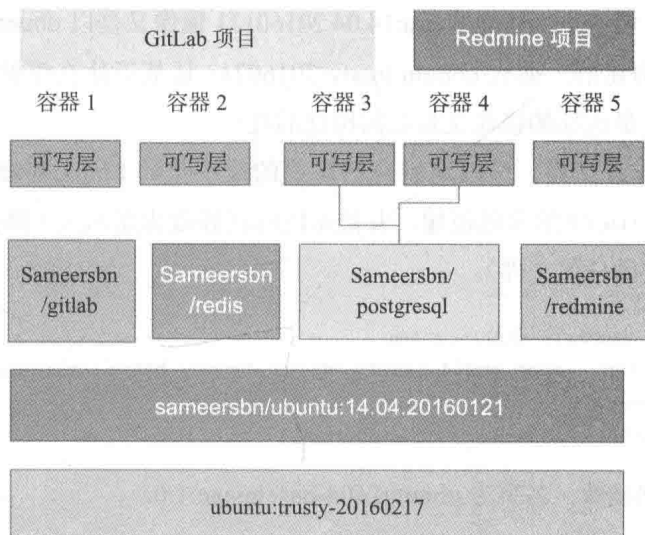 GitLab 项目
Redmine 项目
容器 1
容器 2
容器 3
容器 4
容器 5
可写层
可写层
可写层
可写层
可写层
Sameersbn
/gitlab
Sameersbn
/redis
Sameersbn/
postgresql
Sameersbn
/redmine
sameersbn/ubuntu:14.04.20160121
ubuntu:trusty-20160217